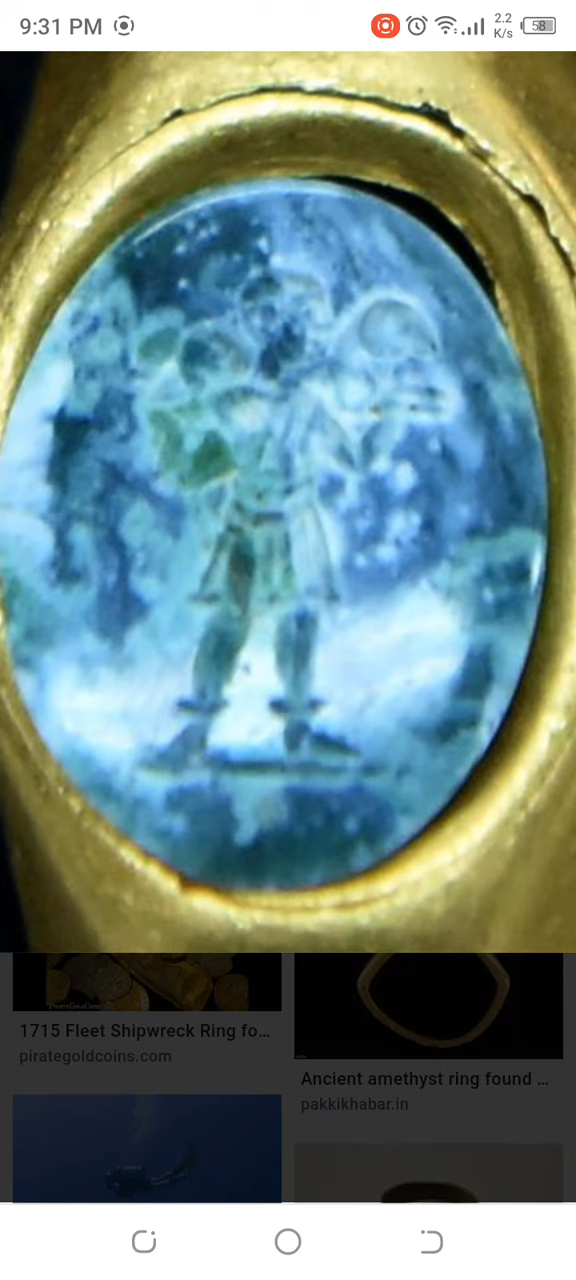 9:31 PM
2.2
K/s
58
1715 Fleet Shipwreck Ring fo...
pirategoldcoins.com
Ancient amethyst ring found ...
pakkikhabar.in